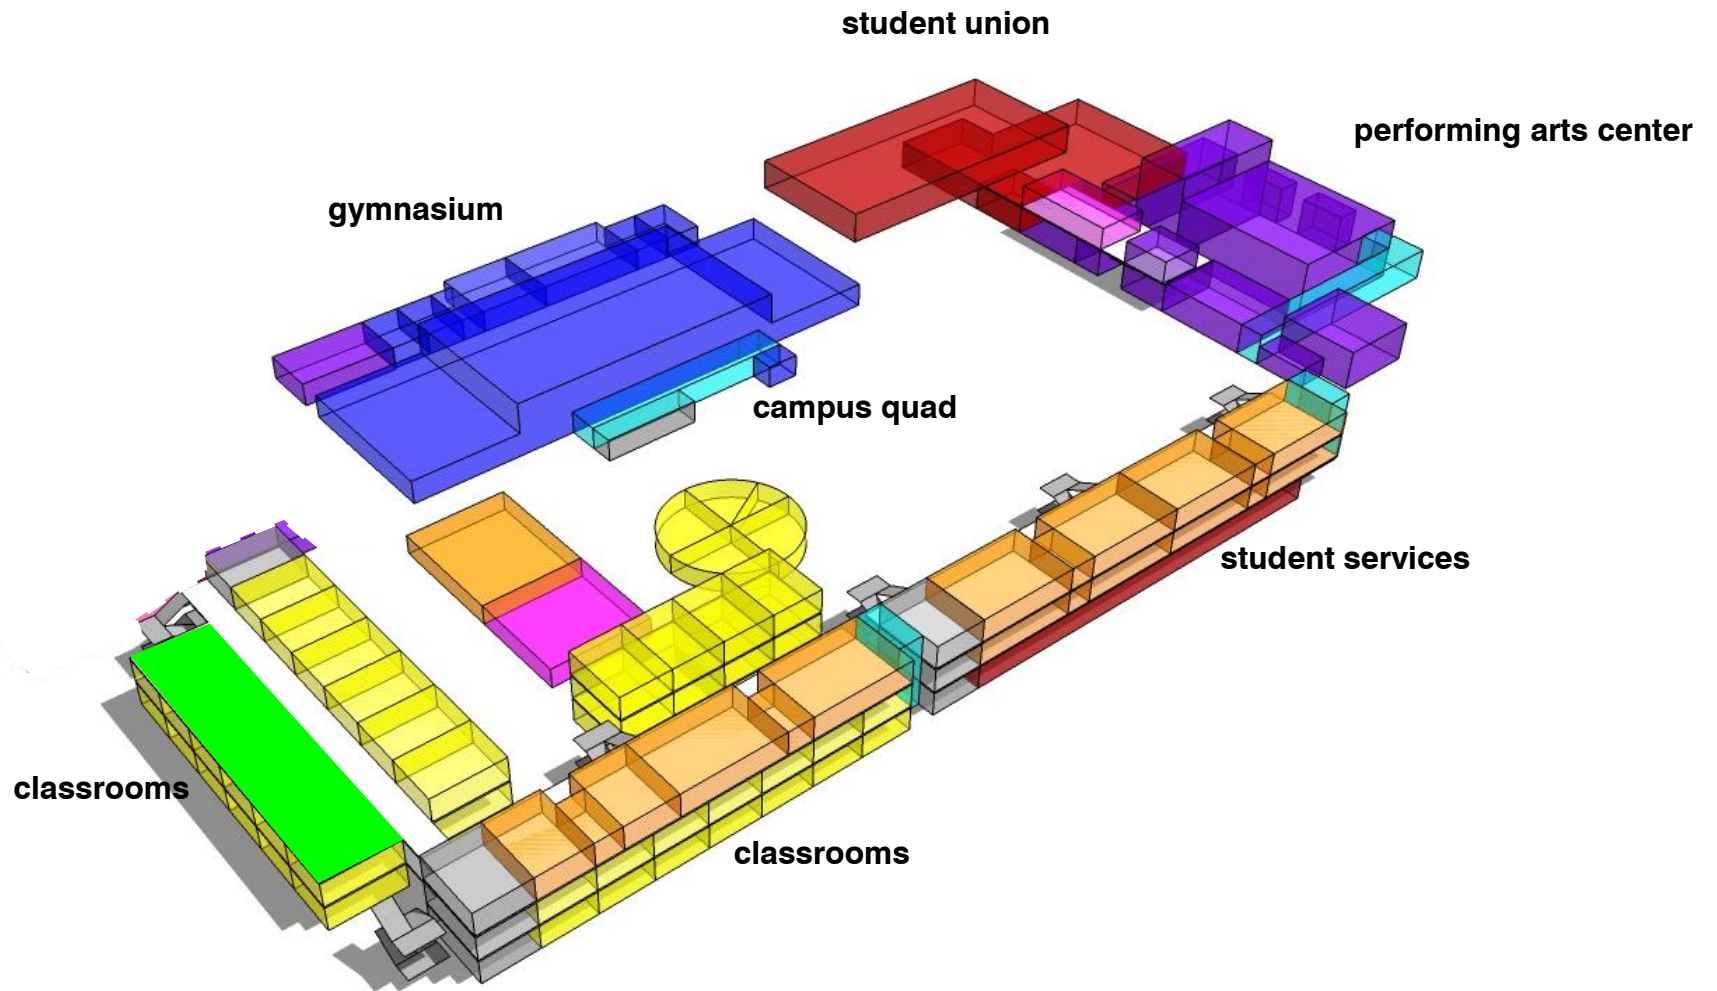 student union
performing arts center
gymnasium
campus quad
student services
classrooms
classrooms